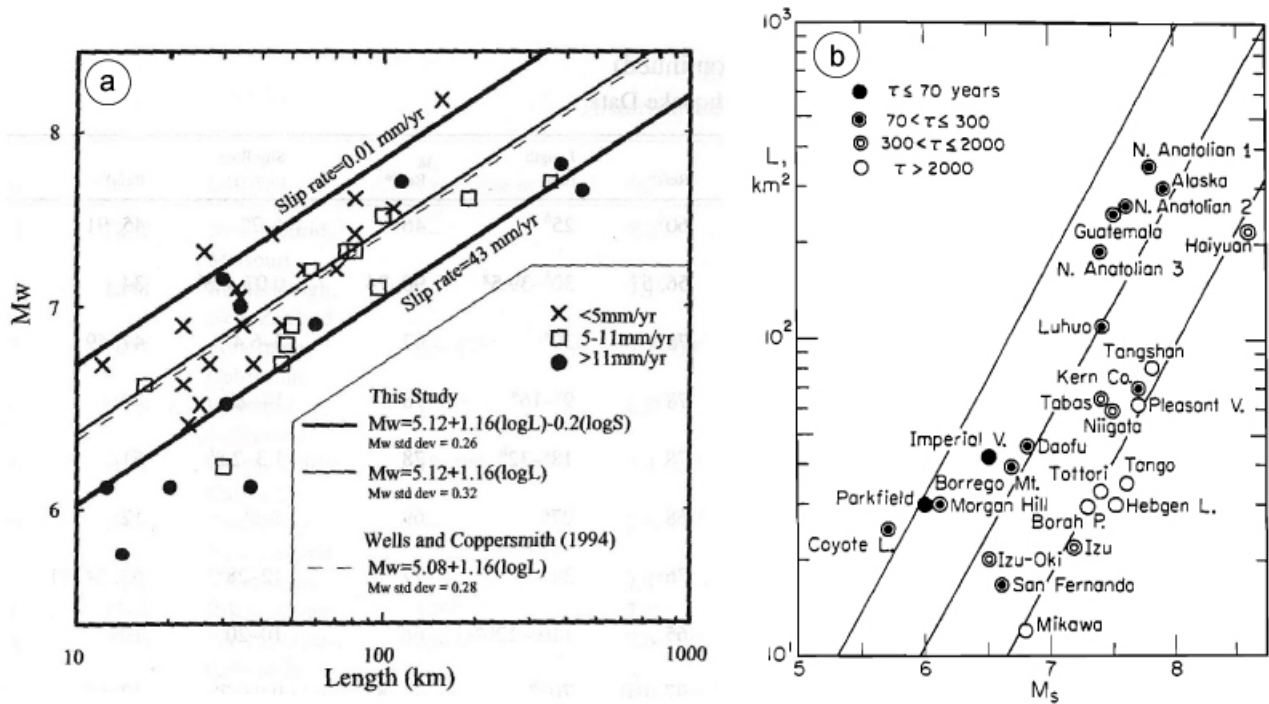 a
Mw
8
7
6
10
100
1000
Length (km)
Slip rate=0.01 mm/yr
Slip rate=43 mm/yr
<5mm/yr
5-11mm/yr
>11mm/yr
This Study
Mw=5.12+1.16(logL)-0.2(logS)
Mw std dev = 0.26
Mw=5.12+1.16(logL)
Mw std dev = 0.32
Wells and Coppersmith (1994)
Mw=5.08+1.16(logL)
Mw std dev = 0.28
b
10³
L,
km²
10²
10¹
5
6
7
8
Ms
τ ≤ 70 years
70 < τ ≤ 300
300 < τ ≤ 2000
τ > 2000
N. Anatolian 1
Alaska
N. Anatolian 2
Guatemala
Haiyuan
N. Anatolian 3
Luhuo
Tangshan
Kern Co.
Tabas
Pleasant V.
Niigata
Imperial V.
Daofu
Borrego Mt.
Tottori
Tango
Parkfield
Morgan Hill
Hebgen L.
Borah P.
Coyote L.
Izu-Oki
Izu
San Fernando
Mikawa